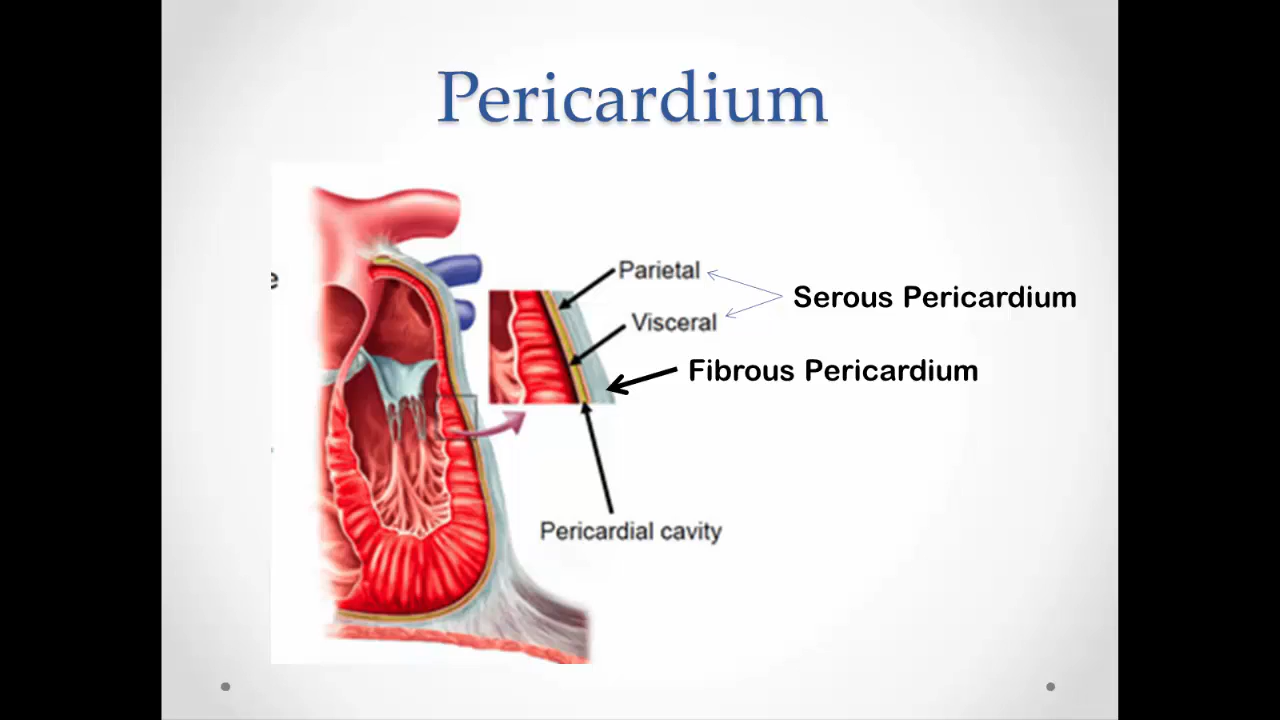 Pericardium
e
Parietal
Serous Pericardium
Visceral
Fibrous Pericardium
Pericardial cavity